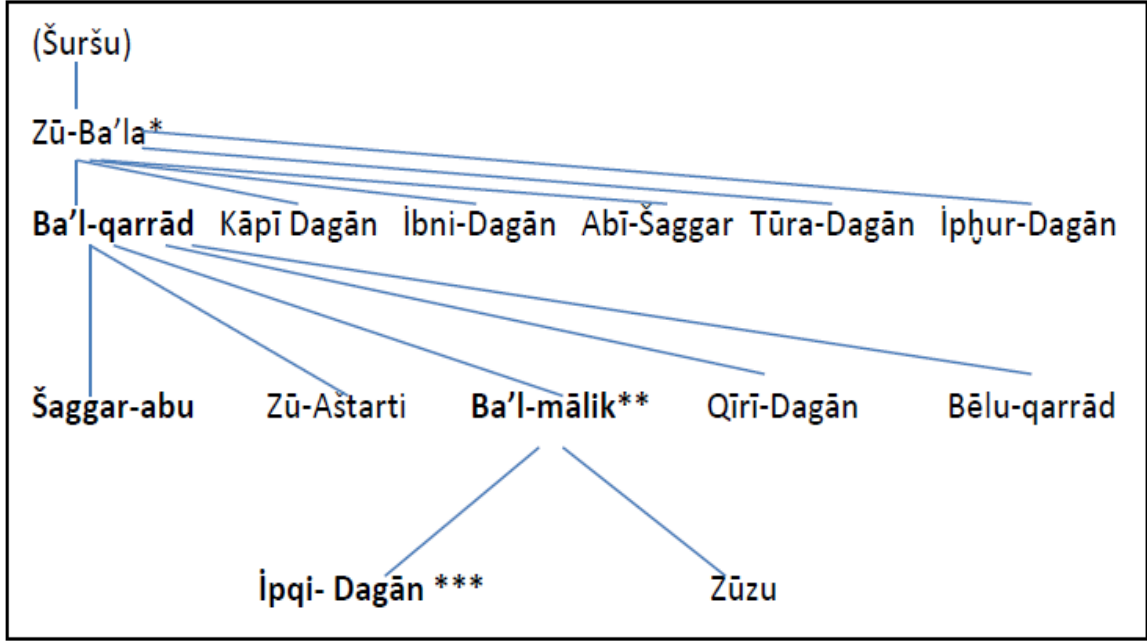 (Šuršu)
Zū-Ba’la*
Ba’l-qarrād Kāpī Dagān İbni-Dagān Abī-Šaggar Tūra-Dagān İpḫur-Dagān
Šaggar-abu Zū-Aštarti Ba’l-mālik** Qīrī-Dagān Bēlu-qarrād
İpqi- Dagān *** Zūzu